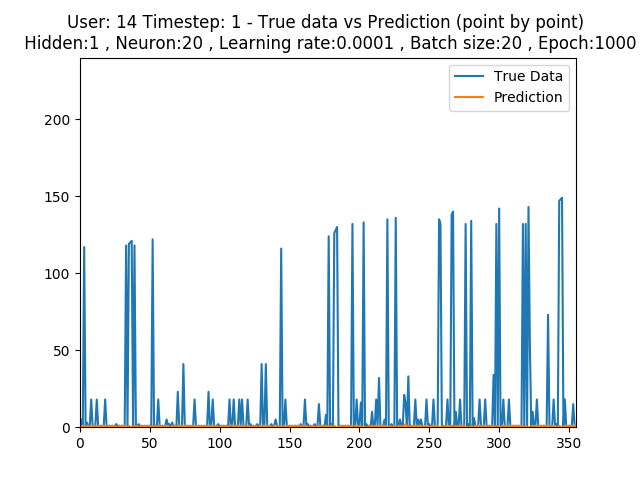 User: 14 Timestep: 1 - True data vs Prediction (point by point)
Hidden:1 , Neuron:20 , Learning rate:0.0001 , Batch size:20 , Epoch:1000
True Data
Prediction
200
150
100
50
0
0 50 100 150 200 250 300 350